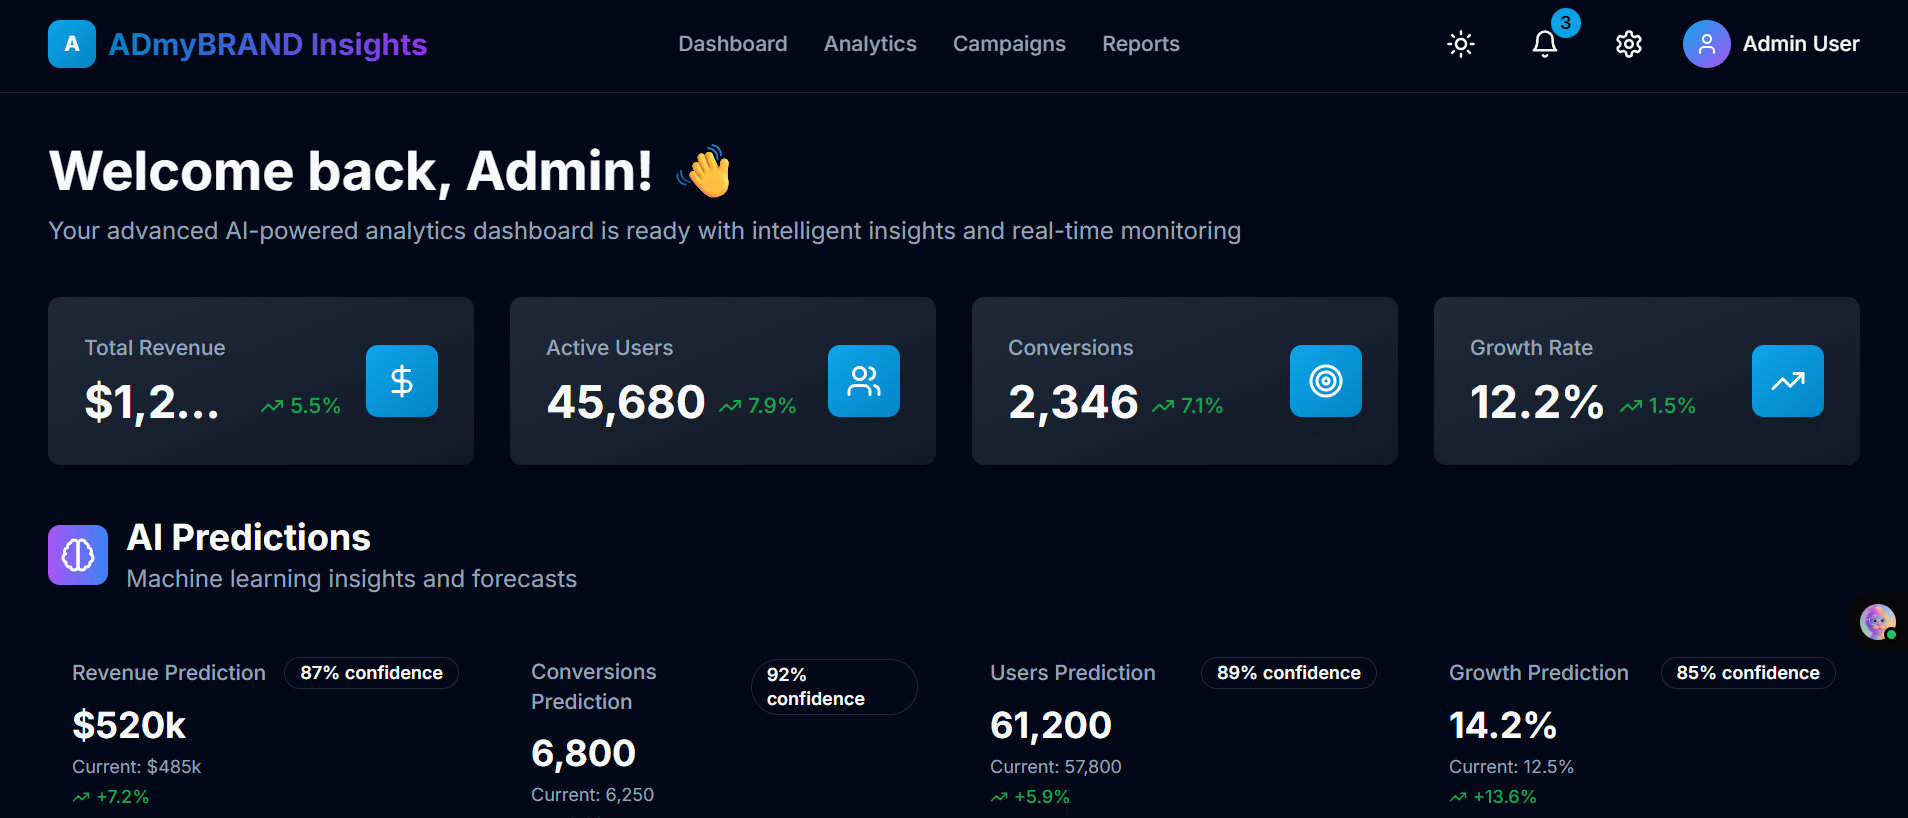 A ADmyBRAND Insights Dashboard Analytics Campaigns Reports 3 Admin User
Welcome back, Admin! 👋
Your advanced AI-powered analytics dashboard is ready with intelligent insights and real-time monitoring
Total Revenue
$1,2... 5.5%
Active Users
45,680 7.9%
Conversions
2,346 7.1%
Growth Rate
12.2% 1.5%
AI Predictions
Machine learning insights and forecasts
Revenue Prediction 87% confidence
$520k
Current: $485k
+7.2%
Conversions
Prediction
92%
confidence
6,800
Current: 6,250
Users Prediction 89% confidence
61,200
Current: 57,800
+5.9%
Growth Prediction 85% confidence
14.2%
Current: 12.5%
+13.6%